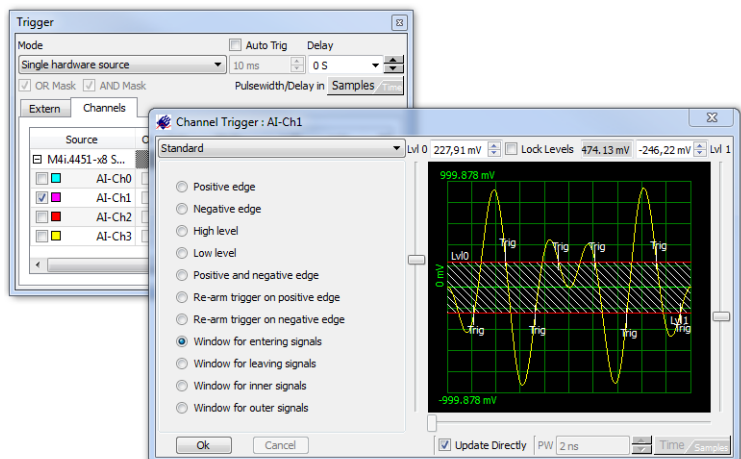 Trigger
Mode
Auto Trig
Delay
Single hardware source
10 ms
0 S
OR Mask
AND Mask
Pulsewidth/Delay in
Samples
Time
Extern
Channels
Source
M4i.4451-x8 S...
AI-Ch0
AI-Ch1
AI-Ch2
AI-Ch3
Channel Trigger : AI-Ch1
Standard
Lvl 0
227,91 mV
Lock Levels
474.13 mV
-246,22 mV
Lvl 1
Positive edge
Negative edge
High level
Low level
Positive and negative edge
Re-arm trigger on positive edge
Re-arm trigger on negative edge
Window for entering signals
Window for leaving signals
Window for inner signals
Window for outer signals
Ok
Cancel
999.878 mV
Trig
Trig
Trig
Trig
Lvl0
0 mV
Lvl1
Trig
Trig
Trig
Trig
-999.878 mV
Update Directly
PW
2 ns
Time
Samples